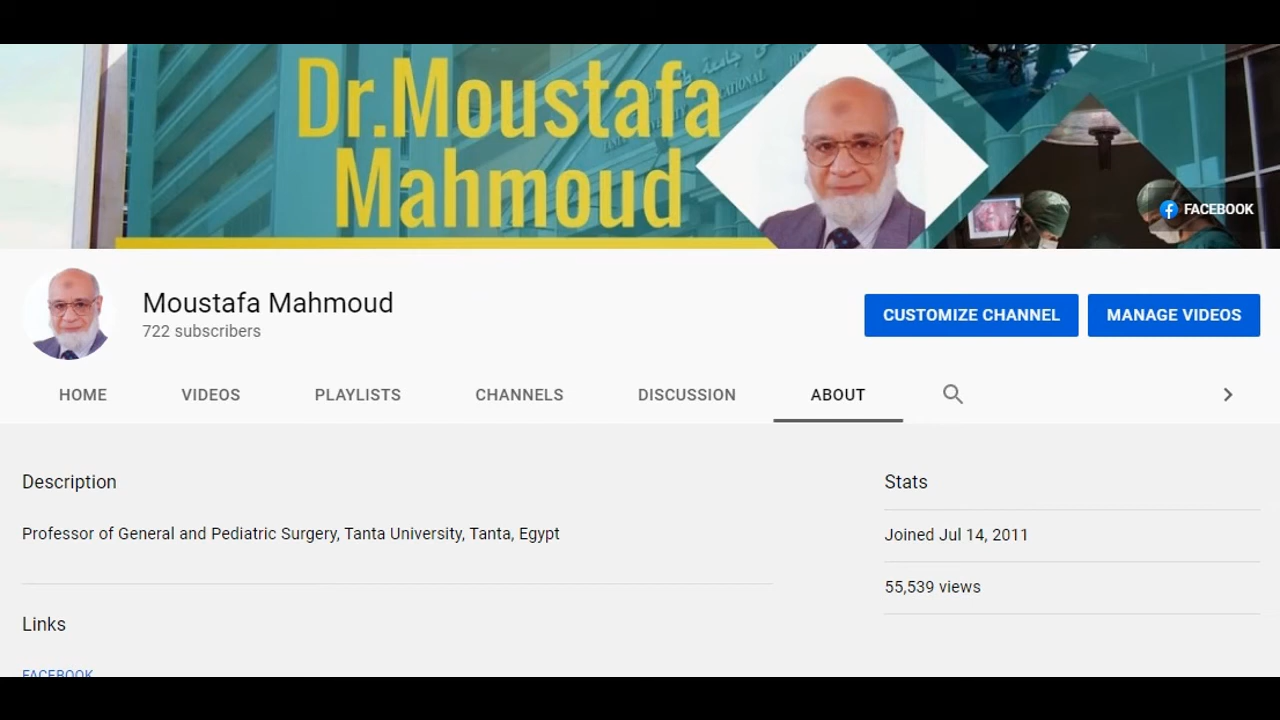 Dr.Moustafa
Mahmoud
FACEBOOK
Moustafa Mahmoud
722 subscribers
CUSTOMIZE CHANNEL
MANAGE VIDEOS
HOME
VIDEOS
PLAYLISTS
CHANNELS
DISCUSSION
ABOUT
Description
Professor of General and Pediatric Surgery, Tanta University, Tanta, Egypt
Links
FACEBOOK
Stats
Joined Jul 14, 2011
55,539 views